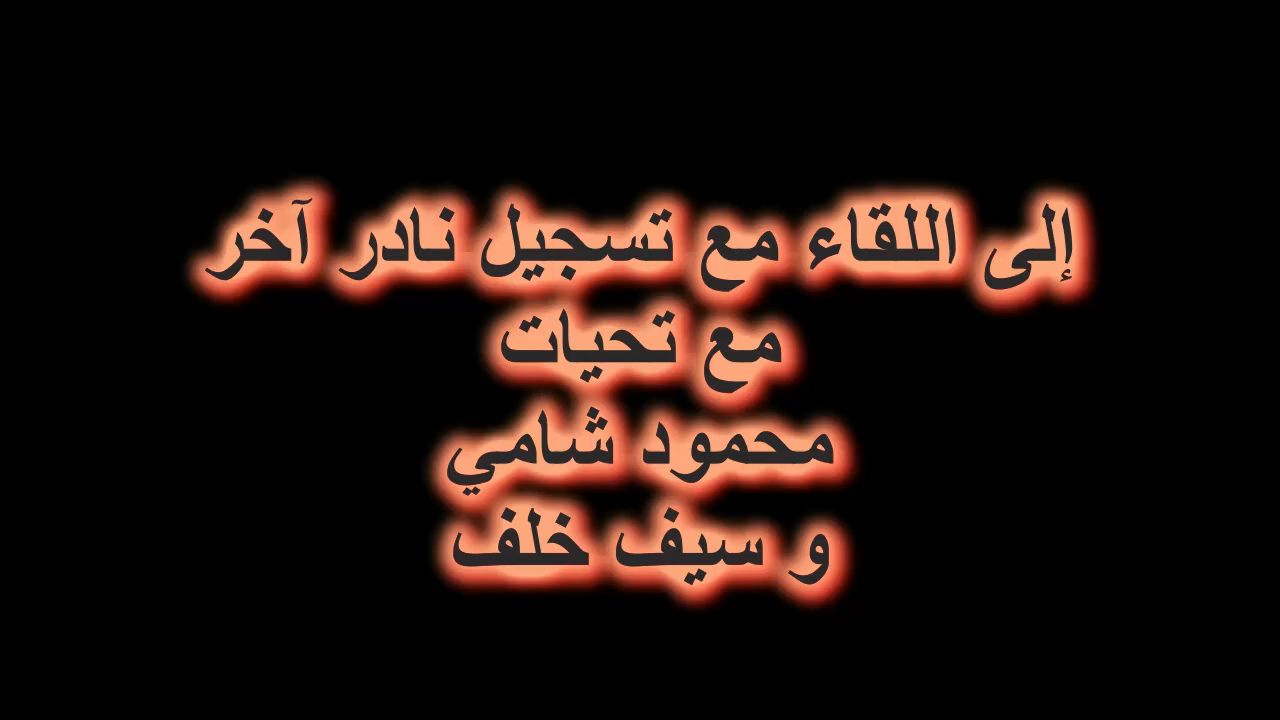 إلى اللقاء مع تسجيل نادر آخر
مع تحيات
محمود شامي
و سيف خلف